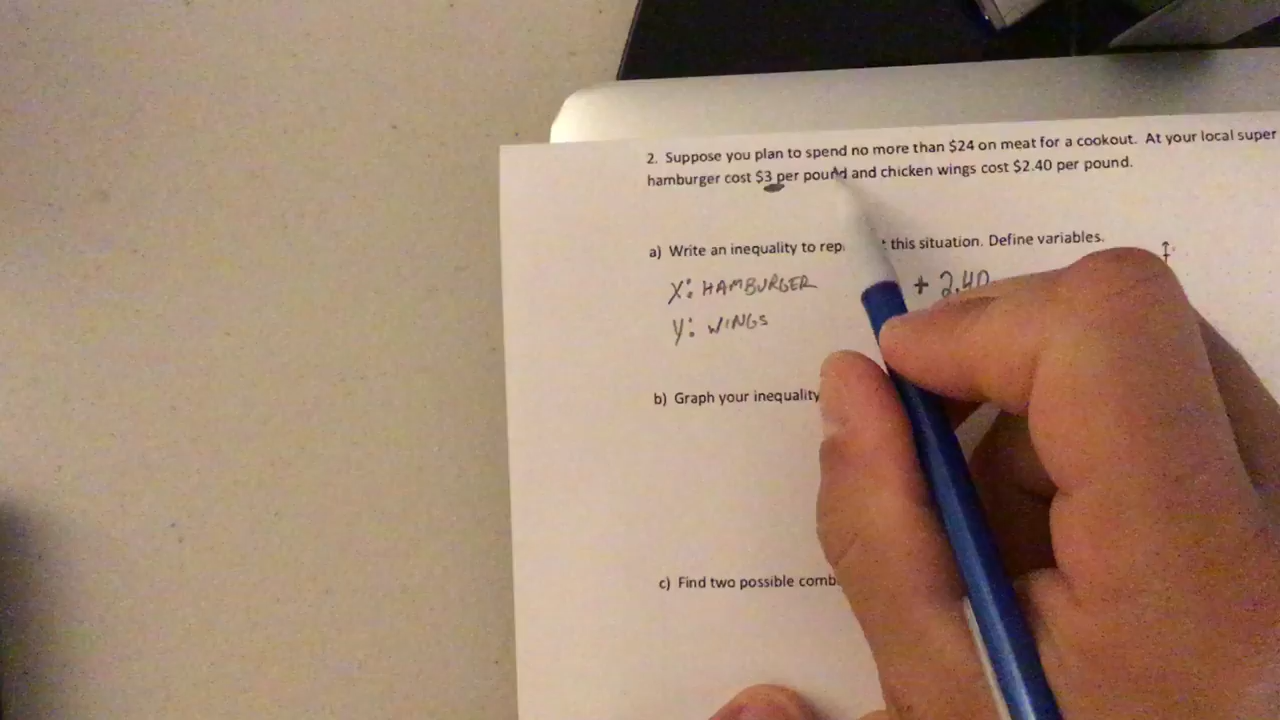 2. Suppose you plan to spend no more than $24 on meat for a cookout. At your local super
hamburger cost $3 per pound and chicken wings cost $2.40 per pound.
a) Write an inequality to this situation. Define variables.
X: HAMBURGER + 2.40
Y: WINGS
b) Graph your inequality
c) Find two possible